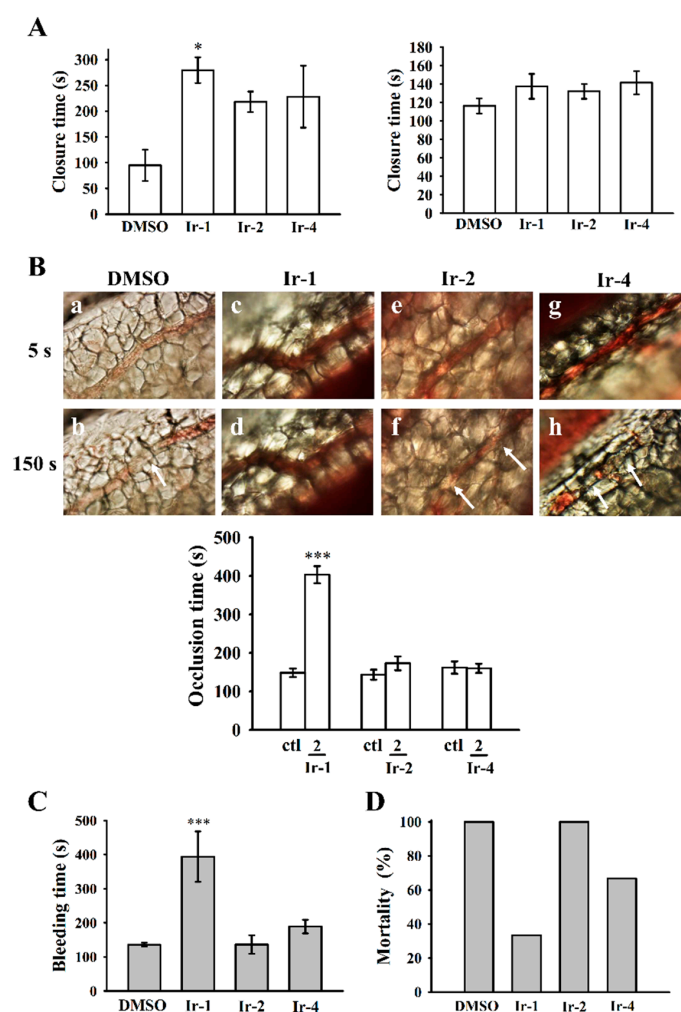 A
Closure time (s)
300
250
200
150
100
50
0
*
DMSO Ir-1 Ir-2 Ir-4
Closure time (s)
180
160
140
120
100
80
60
40
20
0
DMSO Ir-1 Ir-2 Ir-4
B
DMSO Ir-1 Ir-2 Ir-4
5 s
a c e g
150 s
b d f h
Occlusion time (s)
500
400
300
200
100
0
***
ctl 2 ctl 2 ctl 2
Ir-1 Ir-2 Ir-4
C
Bleeding time (s)
500
400
300
200
100
0
***
DMSO Ir-1 Ir-2 Ir-4
D
Mortality (%)
100
80
60
40
20
0
DMSO Ir-1 Ir-2 Ir-4